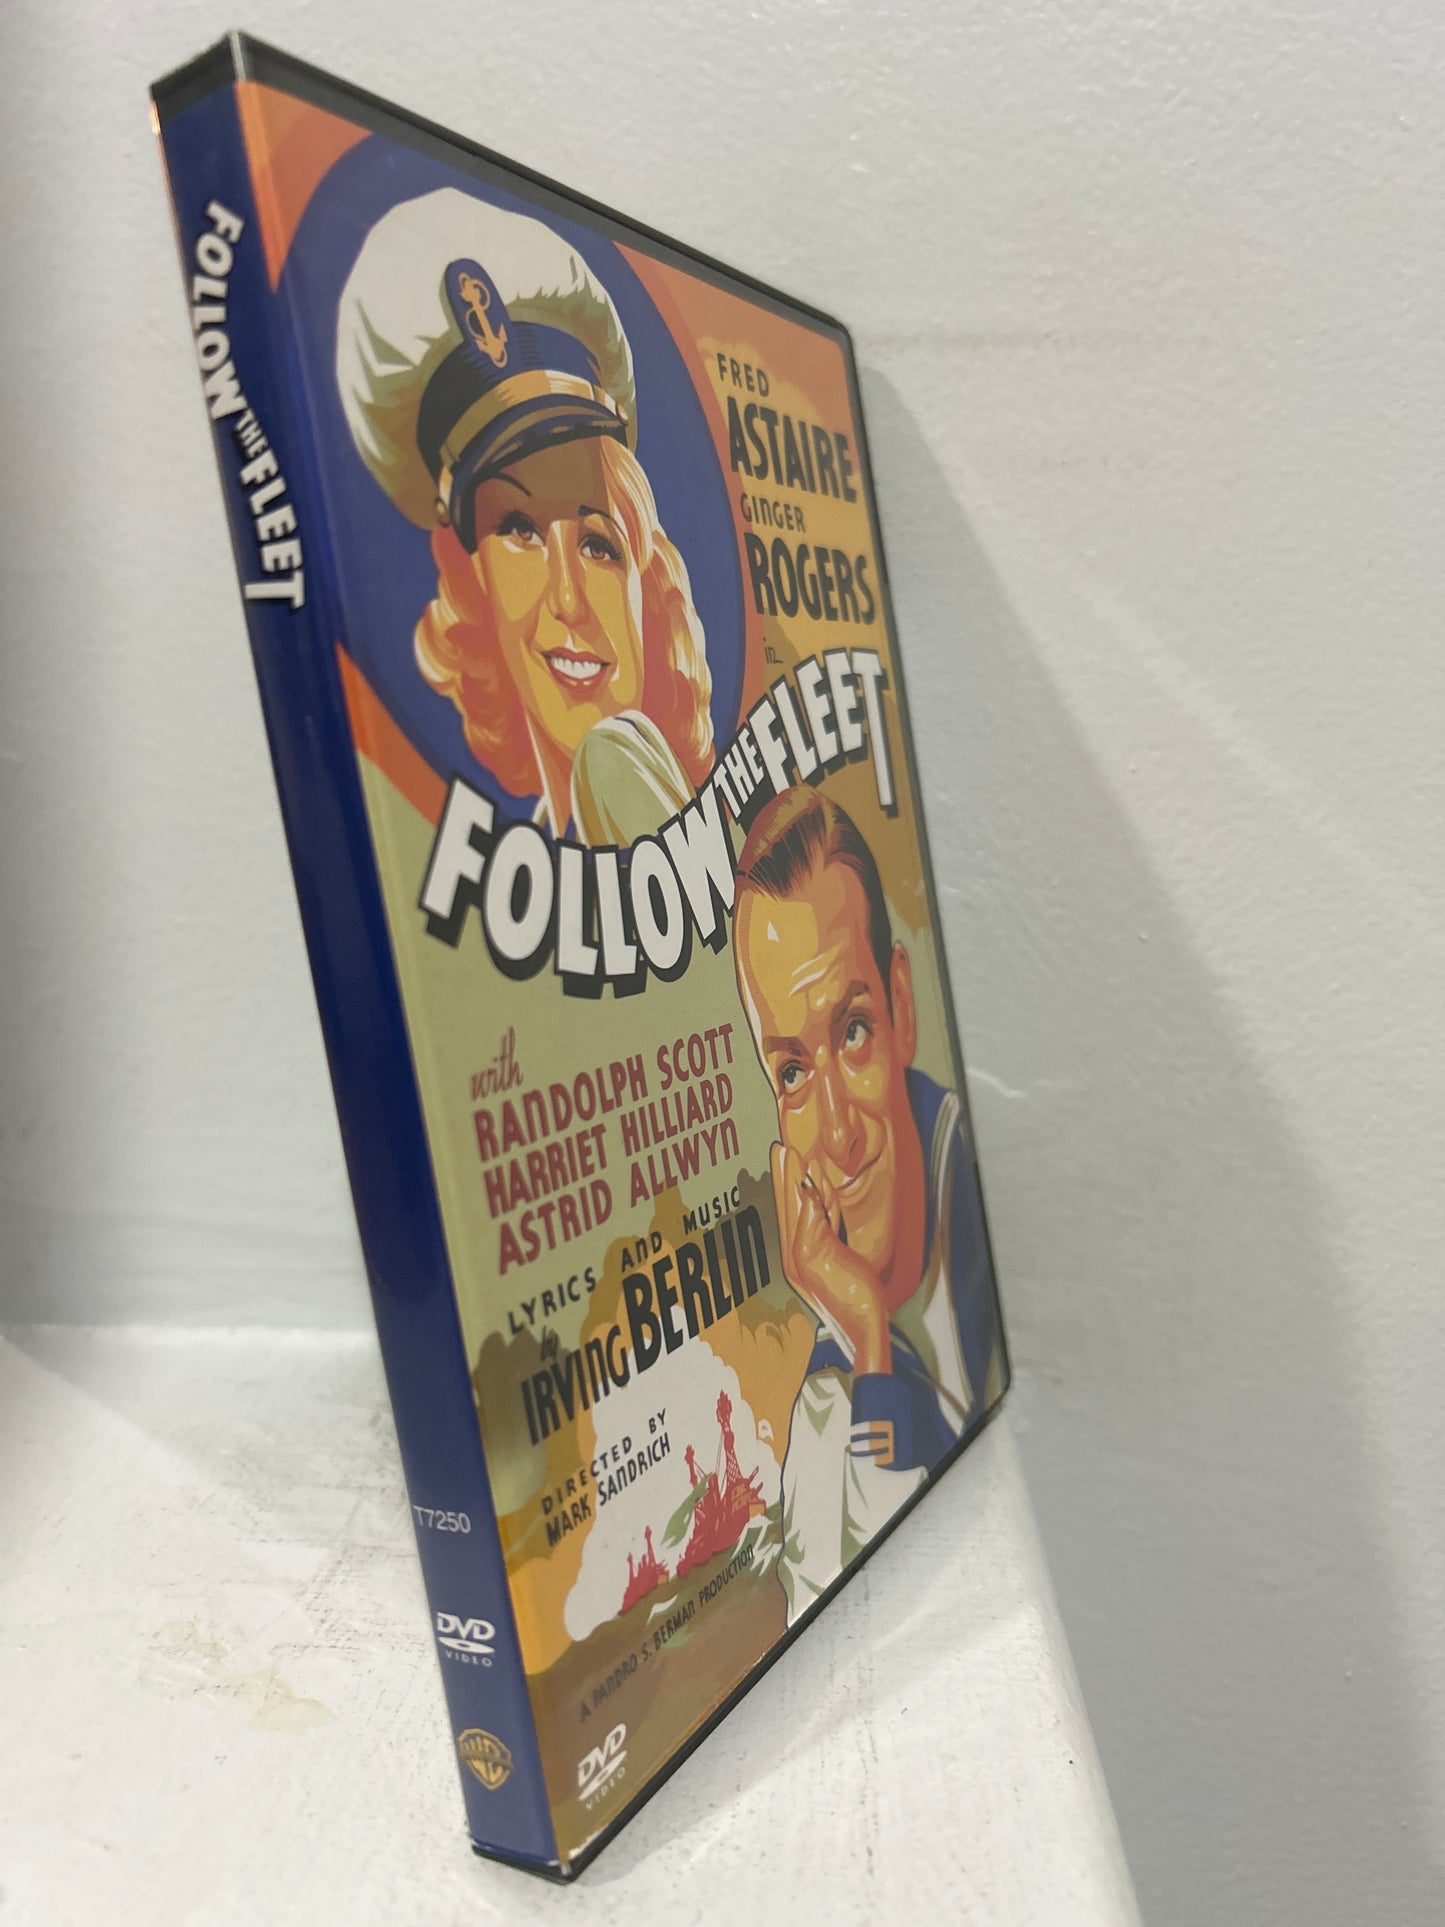 FOLLOW THE FLEET
T7250
DVD
VIDEO
WB
FRED
ASTAIRE
GINGER
ROGERS
in
FOLLOW THE FLEET
with
RANDOLPH SCOTT
HARRIET HILLIARD
ASTRID ALLWYN
LYRICS AND MUSIC
by
IRVING BERLIN
DIRECTED BY
MARK SANDRICH
A PANDRO S. BERMAN PRODUCTION
DVD
VIDEO